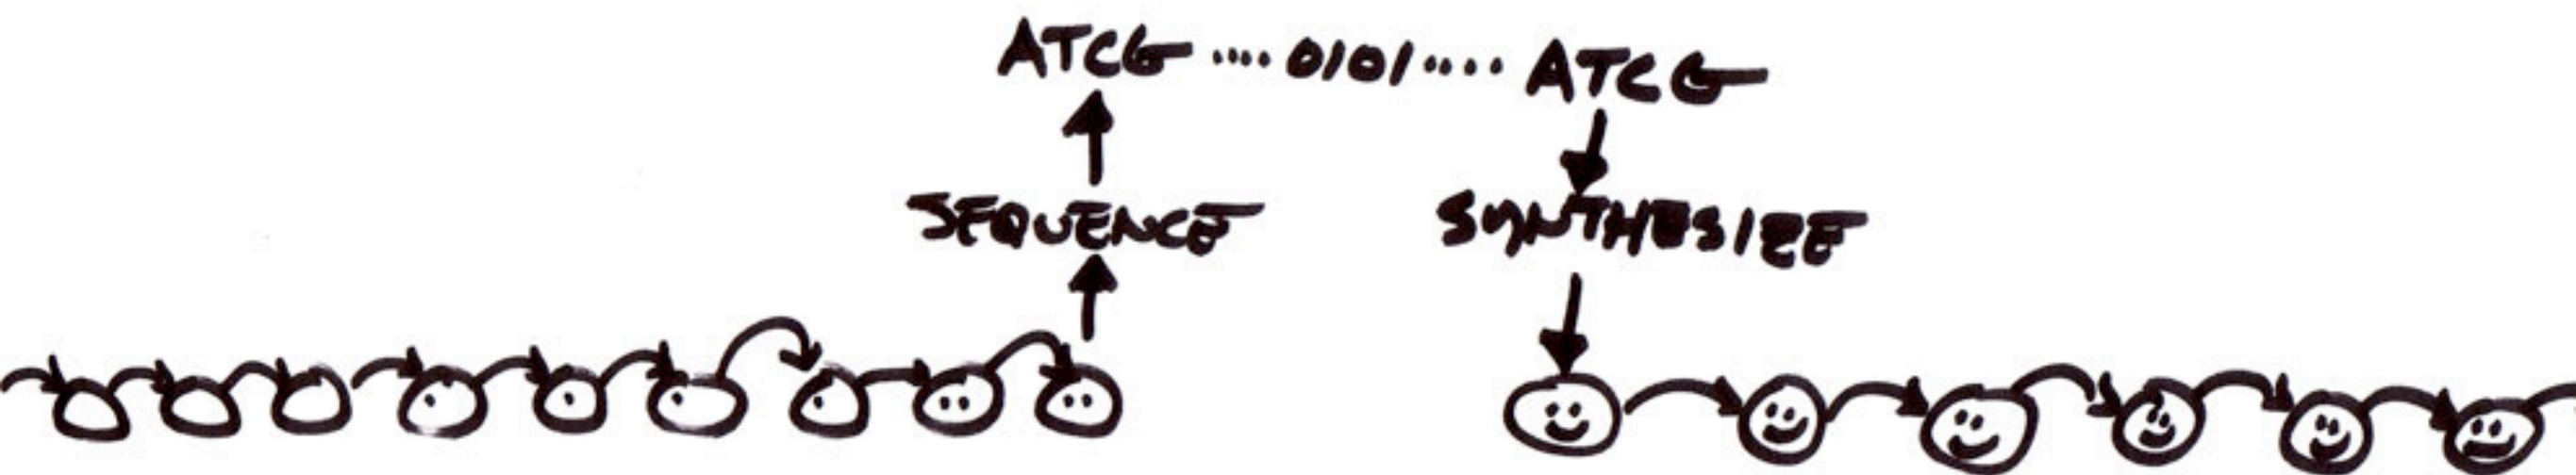 ATCG ···· 0101 ···· ATCG
SEQUENCE SYNTHESIZE